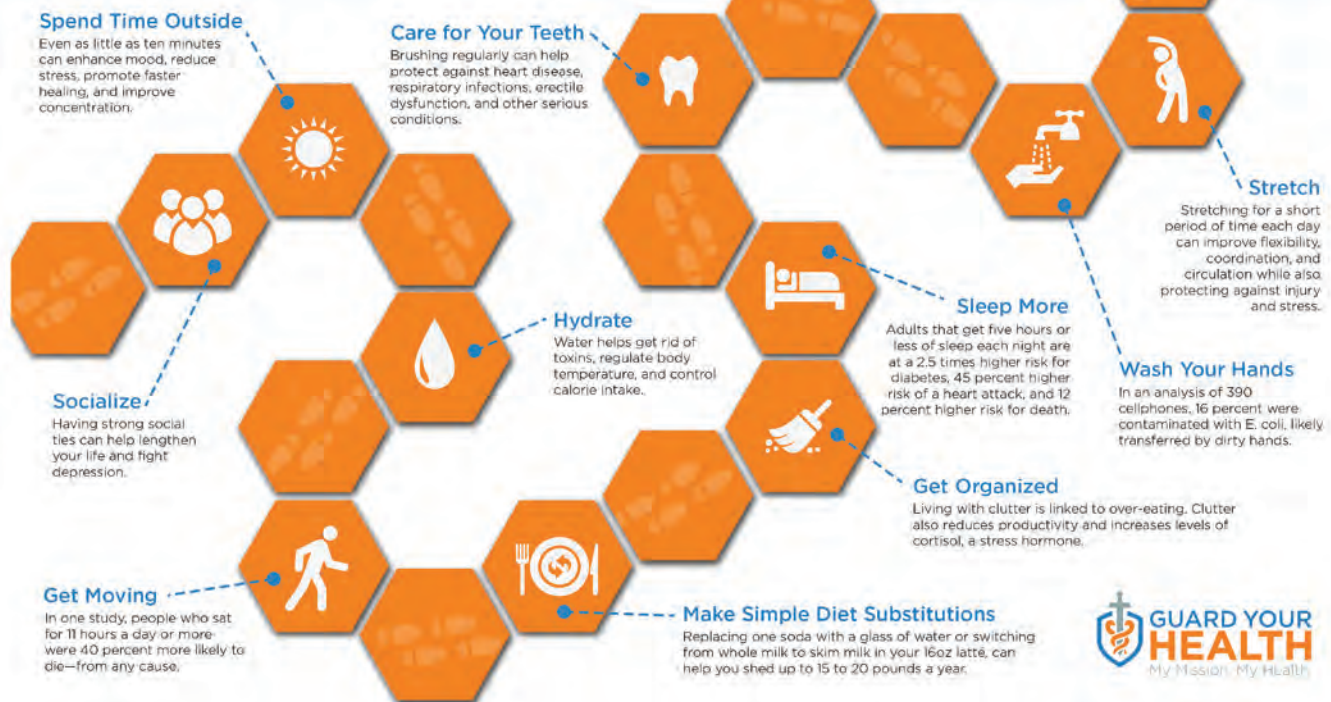 Spend Time Outside
Even as little as ten minutes
can enhance mood, reduce
stress, promote faster
healing, and improve
concentration.
Care for Your Teeth
Brushing regularly can help
protect against heart disease,
respiratory infections, erectile
dysfunction, and other serious
conditions.
Stretch
Stretching for a short
period of time each day
can improve flexibility,
coordination, and
circulation while also
protecting against injury
and stress.
Hydrate
Water helps get rid of
toxins, regulate body
temperature, and control
calorie intake.
Sleep More
Adults that get five hours or
less of sleep each night are
at a 2.5 times higher risk for
diabetes, 45 percent higher
risk of a heart attack, and 12
percent higher risk for death.
Wash Your Hands
In an analysis of 390
cellphones, 16 percent were
contaminated with E. coli, likely
transferred by dirty hands.
Socialize
Having strong social
ties can help lengthen
your life and fight
depression.
Get Organized
Living with clutter is linked to over-eating. Clutter
also reduces productivity and increases levels of
cortisol, a stress hormone.
Get Moving
In one study, people who sat
for 11 hours a day or more
were 40 percent more likely to
die—from any cause.
Make Simple Diet Substitutions
Replacing one soda with a glass of water or switching
from whole milk to skim milk in your 16oz latté, can
help you shed up to 15 to 20 pounds a year.
GUARD YOUR
HEALTH
My Mission. My Health.